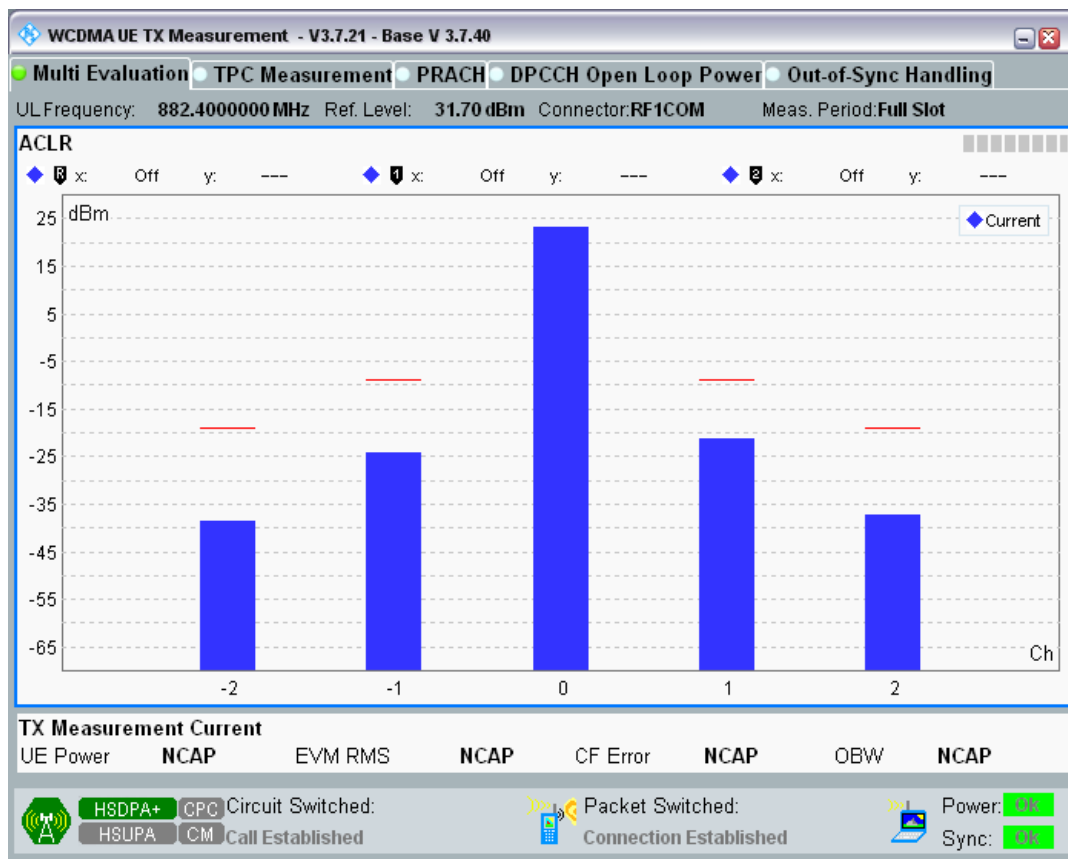 WCDMA UE TX Measurement - V3.7.21 - Base V 3.7.40
Multi Evaluation TPC Measurement PRACH DPCCH Open Loop Power Out-of-Sync Handling
UL Frequency: 882.4000000 MHz Ref. Level: 31.70 dBm Connector:RF1COM Meas. Period:Full Slot
ACLR
R x: Off y: --- 1 x: Off y: --- 2 x: Off y: ---
dBm
Current
25
15
5
-5
-15
-25
-35
-45
-55
-65
Ch
-2 -1 0 1 2
TX Measurement Current
UE Power NCAP EVM RMS NCAP CF Error NCAP OBW NCAP
HSDPA+ CPC Circuit Switched: Packet Switched: Power: OK
HSUPA CM Call Established Connection Established Sync: OK